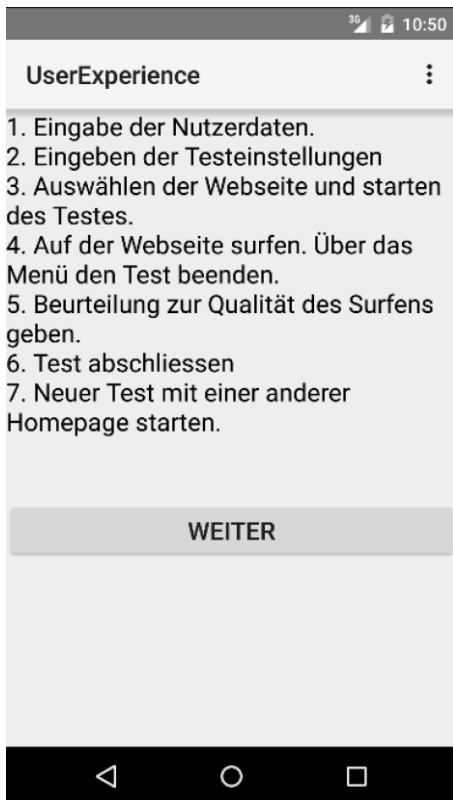 3G 10:50
UserExperience
1. Eingabe der Nutzerdaten.
2. Eingeben der Testeinstellungen
3. Auswählen der Webseite und starten
des Testes.
4. Auf der Webseite surfen. Über das
Menü den Test beenden.
5. Beurteilung zur Qualität des Surfens
geben.
6. Test abschliessen
7. Neuer Test mit einer anderer
Homepage starten.
WEITER